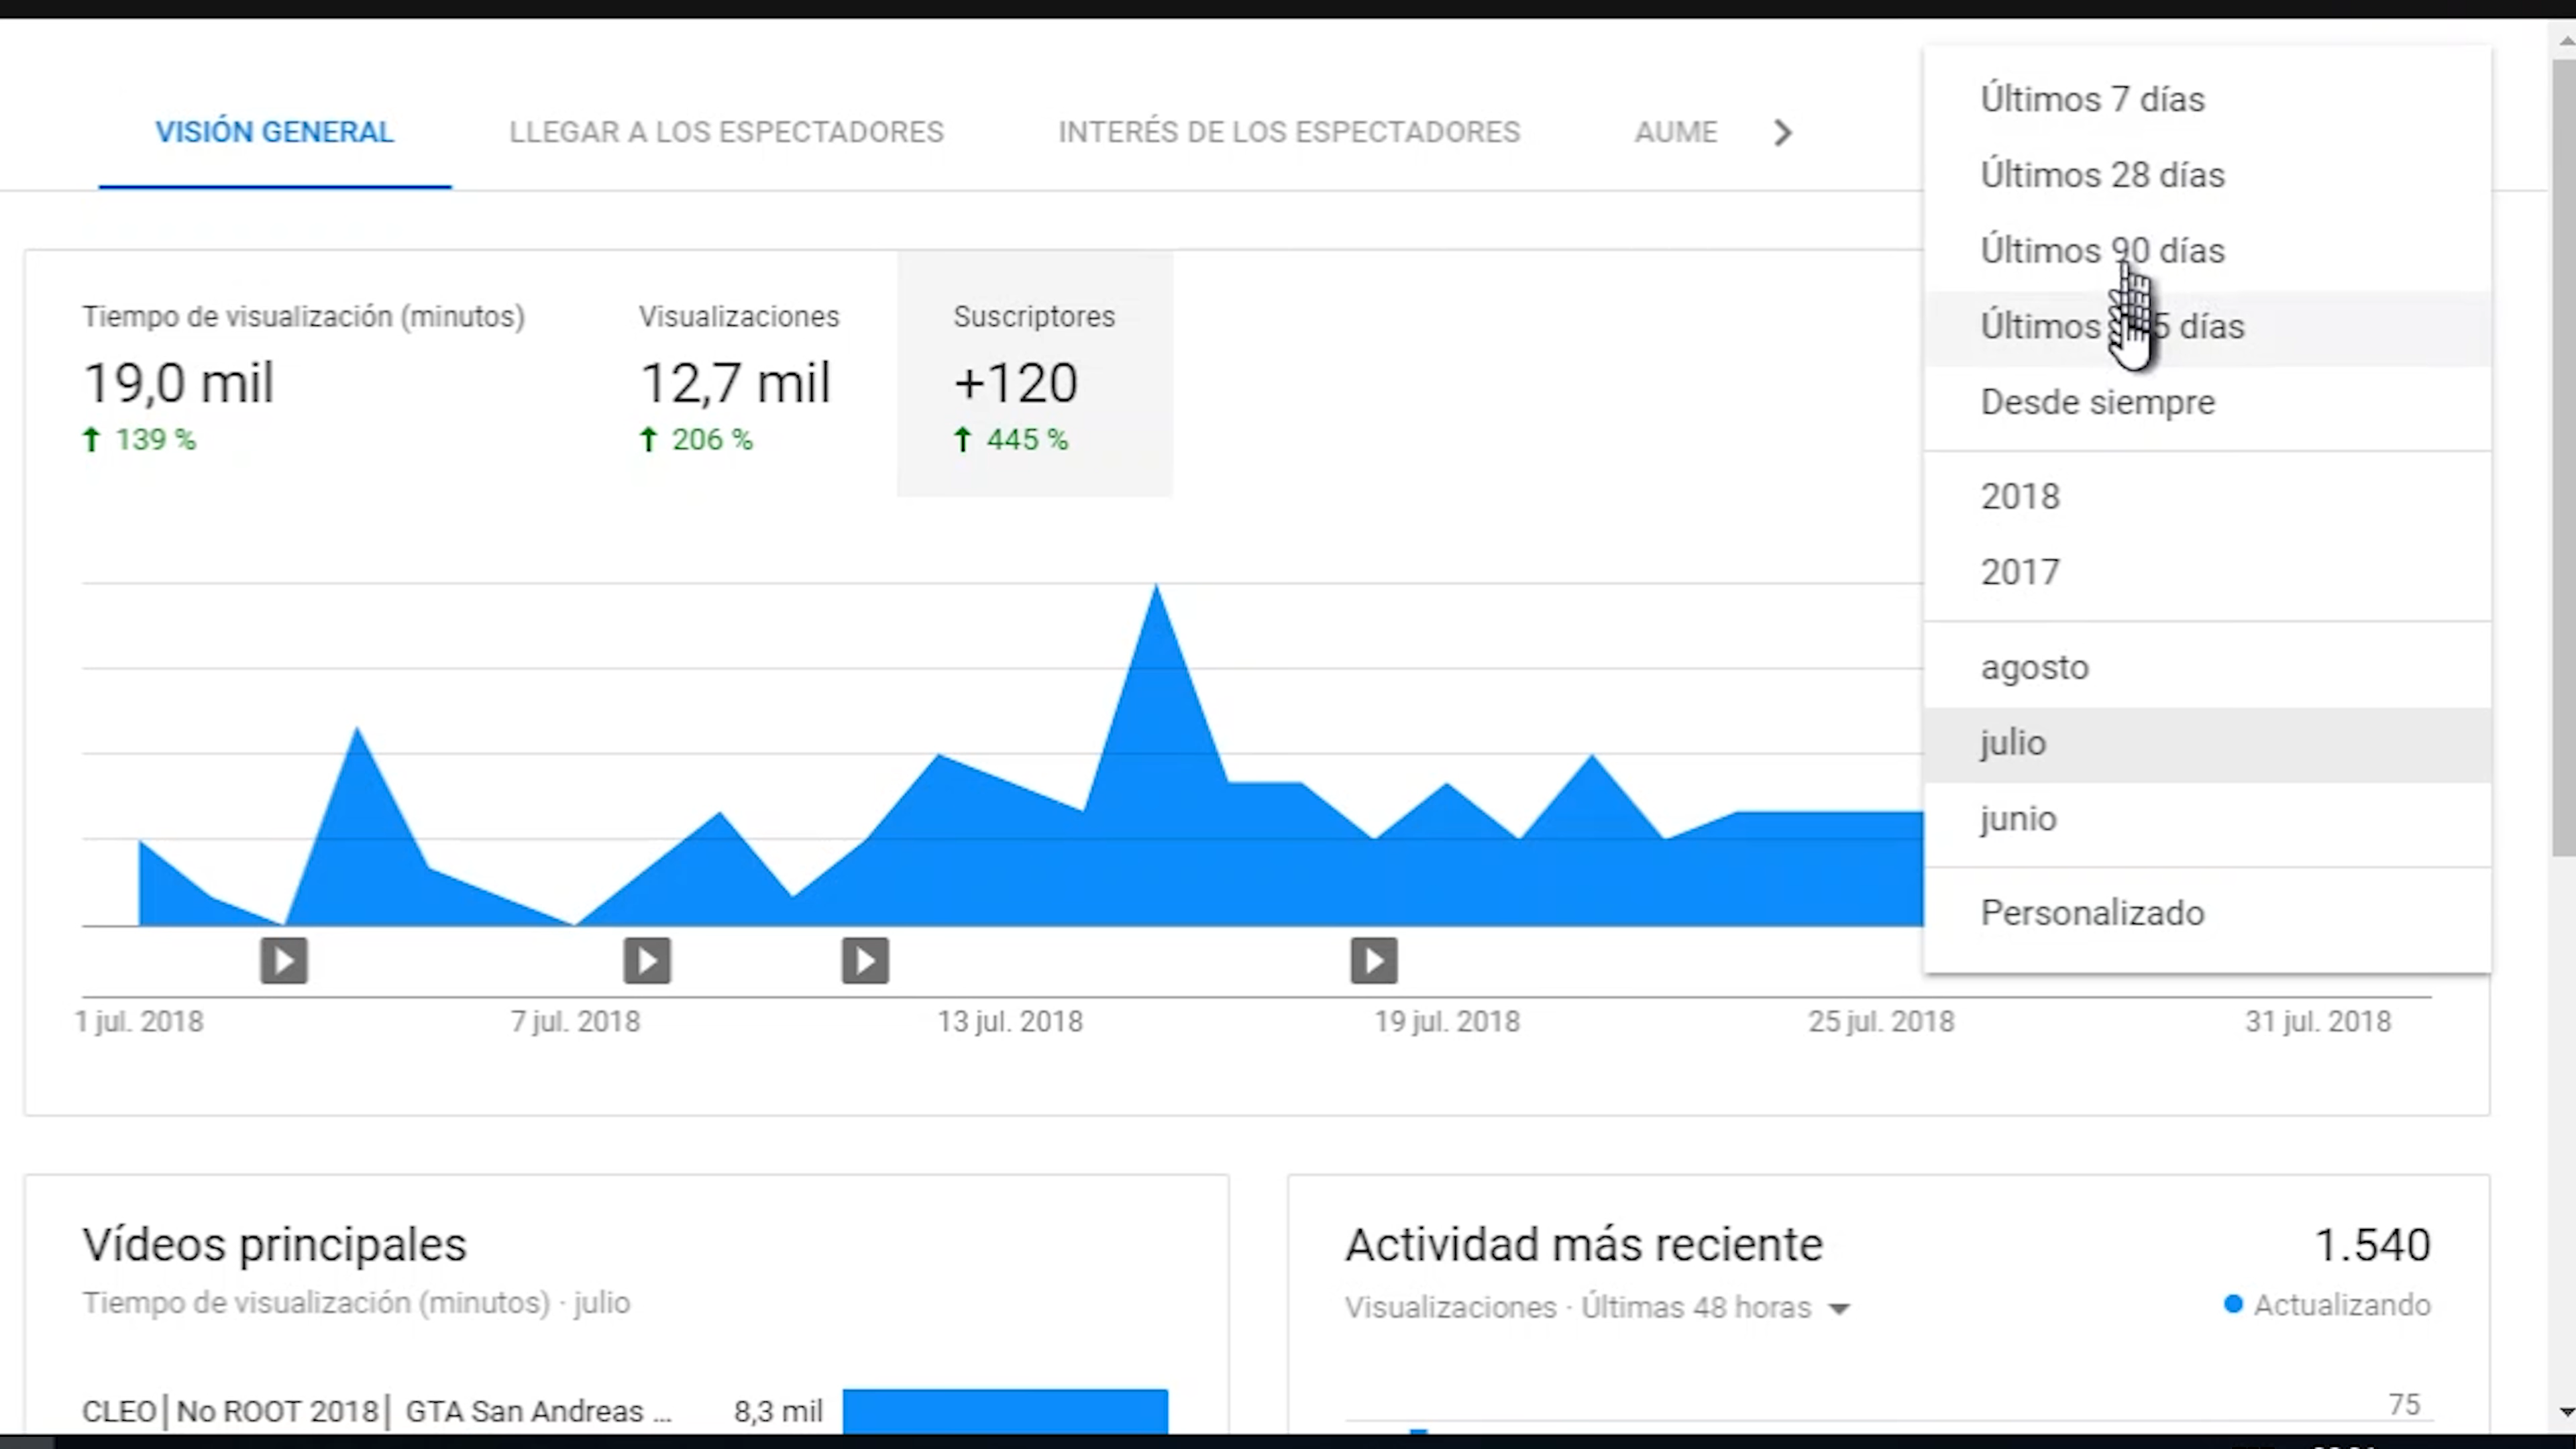 VISIÓN GENERAL
LLEGAR A LOS ESPECTADORES
INTERÉS DE LOS ESPECTADORES
AUME
Tiempo de visualización (minutos)
19,0 mil
139 %
Visualizaciones
12,7 mil
206 %
Suscriptores
+120
445 %
Últimos 7 días
Últimos 28 días
Últimos 90 días
Últimos días
Desde siempre
2018
2017
agosto
julio
junio
Personalizado
1 jul. 2018
7 jul. 2018
13 jul. 2018
19 jul. 2018
25 jul. 2018
31 jul. 2018
Vídeos principales
Tiempo de visualización (minutos) · julio
CLEO| No ROOT 2018| GTA San Andreas ...
8,3 mil
Actividad más reciente
1.540
Visualizaciones · Últimas 48 horas
Actualizando
75